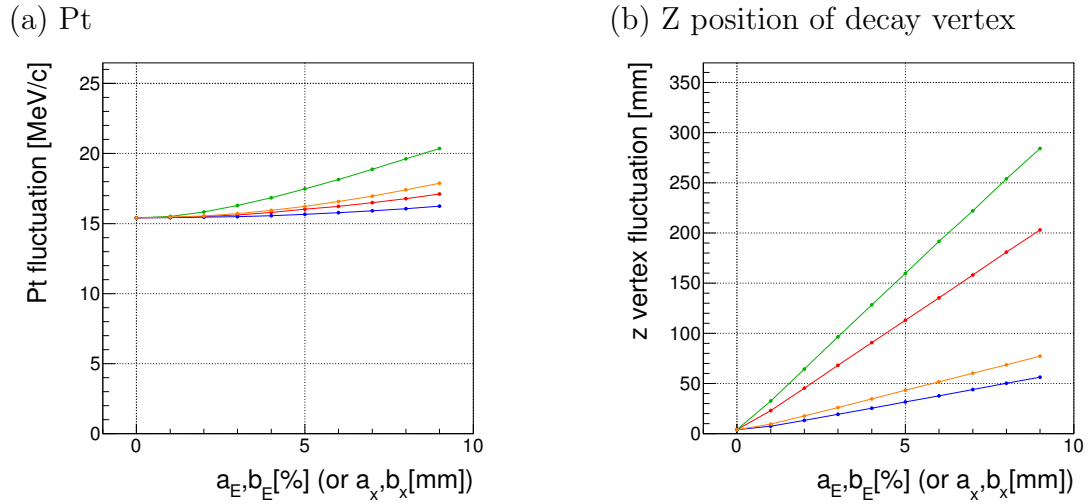 (a) Pt
Pt fluctuation [MeV/c]
25
20
15
10
5
0
0 5 10
a_E,b_E[%] (or a_x,b_x[mm])
(b) Z position of decay vertex
z vertex fluctuation [mm]
350
300
250
200
150
100
50
0
0 5 10
a_E,b_E[%] (or a_x,b_x[mm])